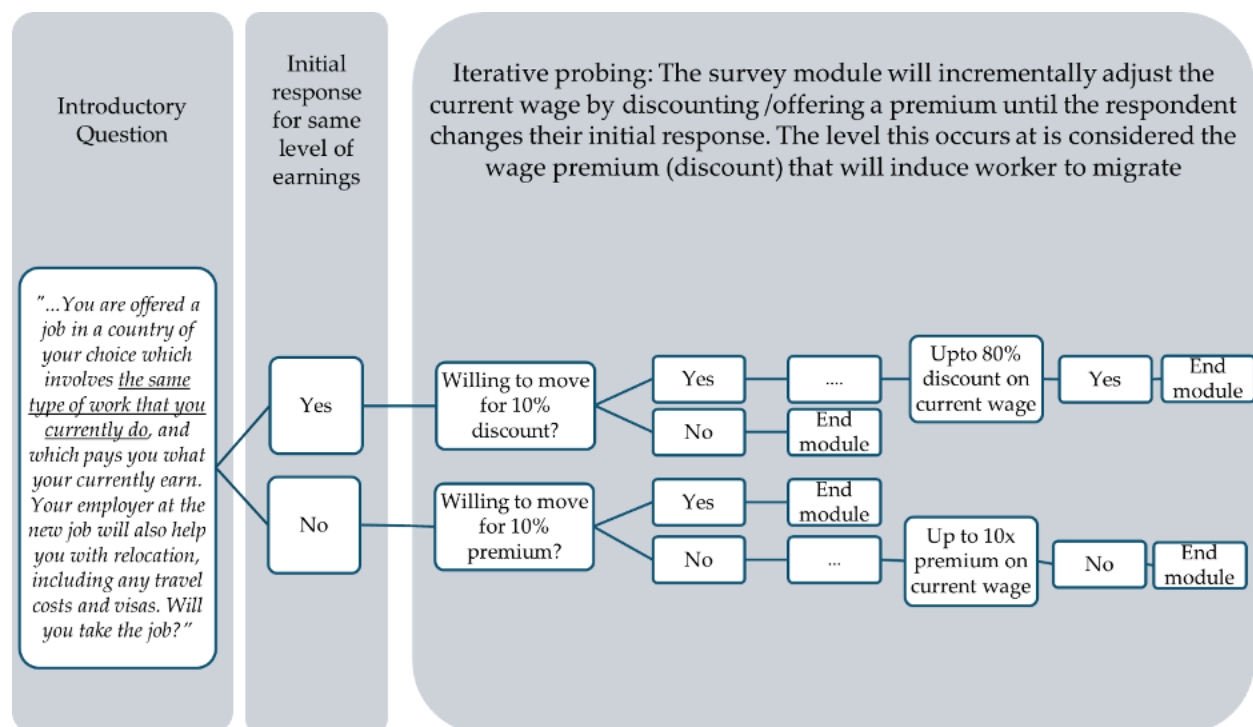 Introductory
Question
Initial
response
for same
level of
earnings
Iterative probing: The survey module will incrementally adjust the
current wage by discounting /offering a premium until the respondent
changes their initial response. The level this occurs at is considered the
wage premium (discount) that will induce worker to migrate
"...You are offered a
job in a country of
your choice which
involves the same
type of work that you
currently do, and
which pays you what
your currently earn.
Your employer at the
new job will also help
you with relocation,
including any travel
costs and visas. Will
you take the job?"
Yes
Willing to move
for 10%
discount?
Yes
....
Upto 80%
discount on
current wage
Yes
End
module
No
End
module
No
Willing to move
for 10%
premium?
Yes
End
module
No
...
Up to 10x
premium on
current wage
No
End
module